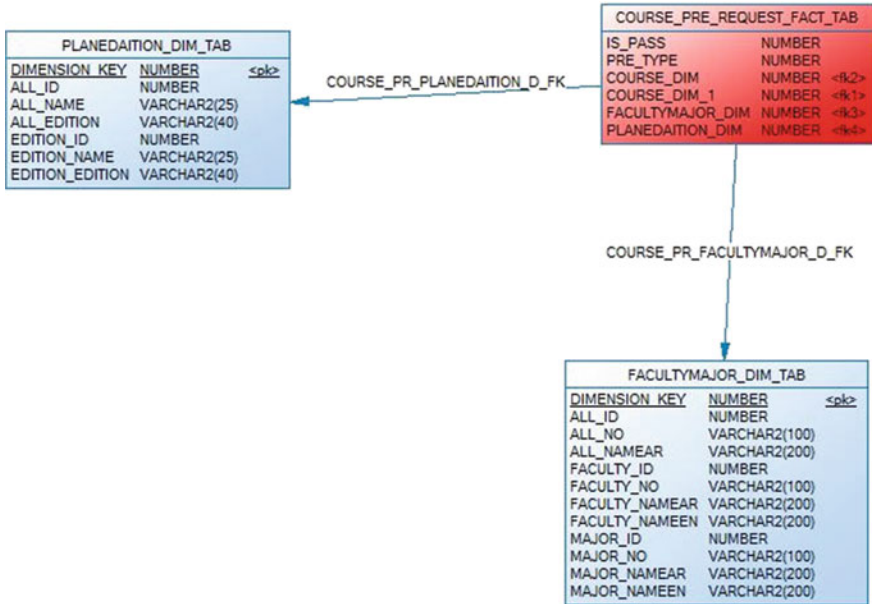 PLANEDAITION_DIM_TAB
DIMENSION_KEY NUMBER <pk>
ALL_ID NUMBER
ALL_NAME VARCHAR2(25)
ALL_EDITION VARCHAR2(40)
EDITION_ID NUMBER
EDITION_NAME VARCHAR2(25)
EDITION_EDITION VARCHAR2(40)
COURSE_PR_PLANEDAITION_D_FK
COURSE_PRE_REQUEST_FACT_TAB
IS_PASS NUMBER
PRE_TYPE NUMBER
COURSE_DIM NUMBER <fk2>
COURSE_DIM_1 NUMBER <fk1>
FACULTYMAJOR_DIM NUMBER <fk3>
PLANEDAITION_DIM NUMBER <fk4>
COURSE_PR_FACULTYMAJOR_D_FK
FACULTYMAJOR_DIM_TAB
DIMENSION_KEY NUMBER <pk>
ALL_ID NUMBER
ALL_NO VARCHAR2(100)
ALL_NAMEAR VARCHAR2(200)
FACULTY_ID NUMBER
FACULTY_NO VARCHAR2(100)
FACULTY_NAMEAR VARCHAR2(200)
FACULTY_NAMEEN VARCHAR2(200)
MAJOR_ID NUMBER
MAJOR_NO VARCHAR2(100)
MAJOR_NAMEAR VARCHAR2(200)
MAJOR_NAMEEN VARCHAR2(200)